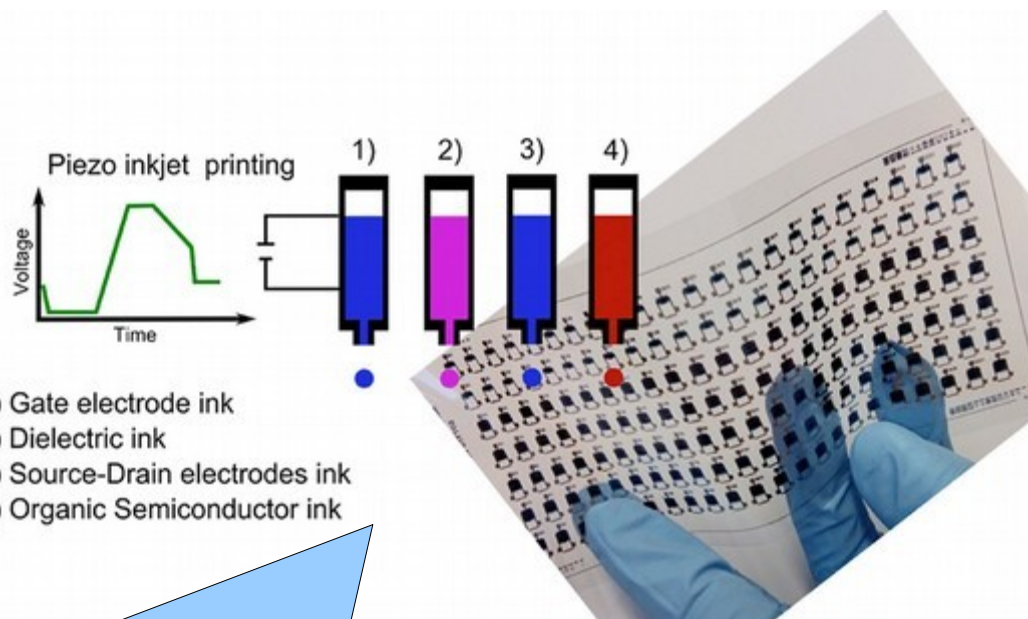 Piezo inkjet printing
1) 2) 3) 4)
Voltage
Time
) Gate electrode ink
) Dielectric ink
) Source-Drain electrodes ink
) Organic Semiconductor ink